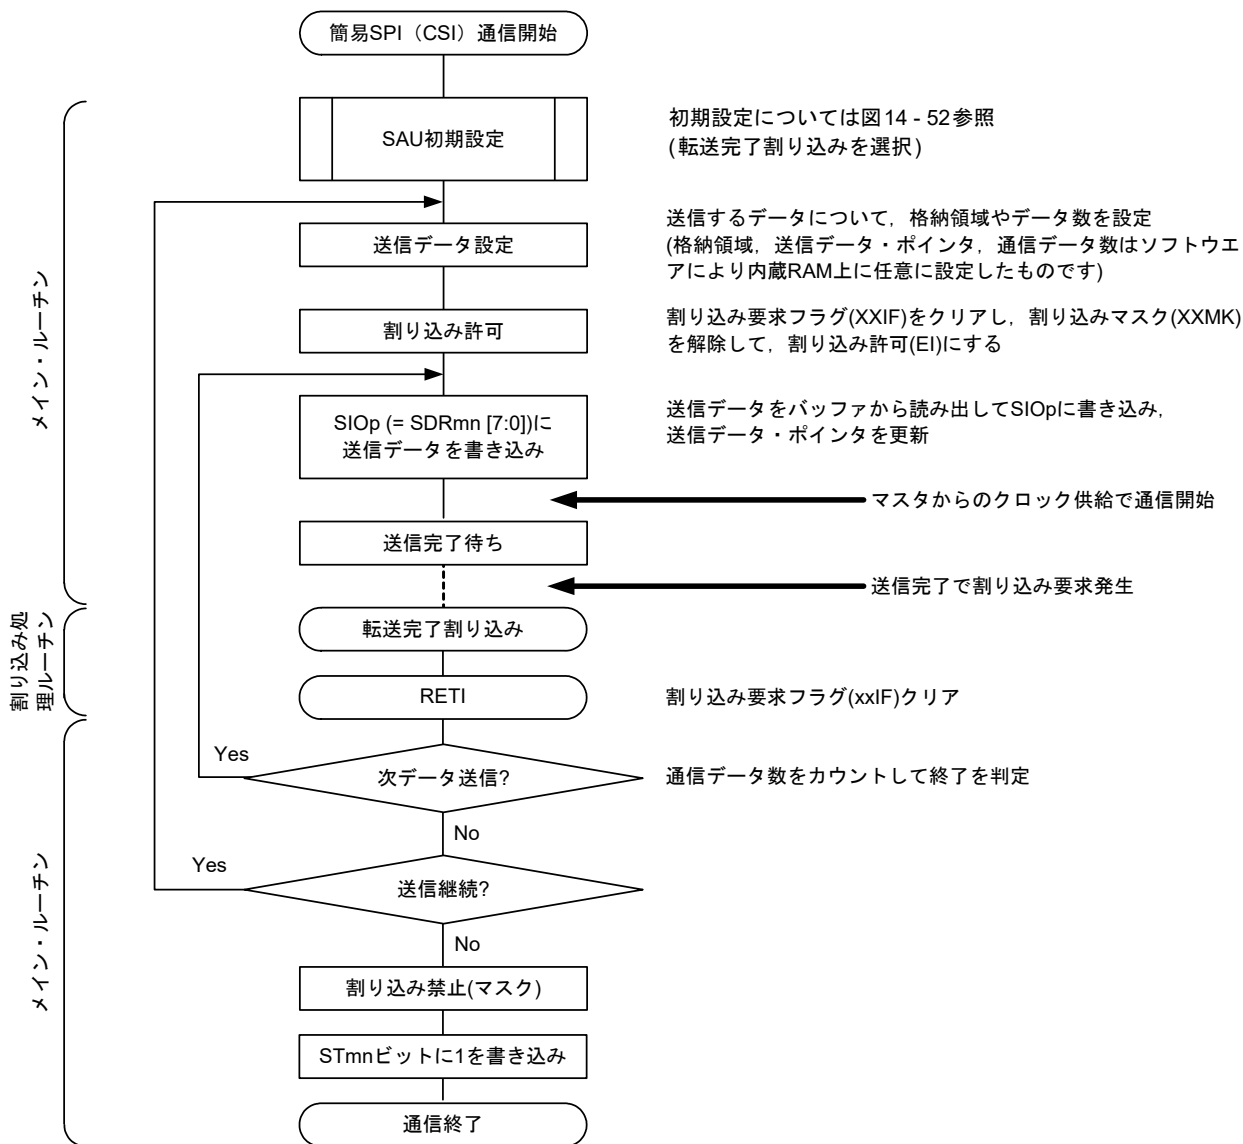 簡易SPI（CSI）通信開始
SAU初期設定
初期設定については図14 - 52参照
(転送完了割り込みを選択)
送信データ設定
送信するデータについて，格納領域やデータ数を設定
(格納領域，送信データ・ポインタ，通信データ数はソフトウエ
アにより内蔵RAM上に任意に設定したものです)
メイン・ルーチン
割り込み許可
割り込み要求フラグ(XXIF)をクリアし，割り込みマスク(XXMK)
を解除して，割り込み許可(EI)にする
SIOp (= SDRmn [7:0])に
送信データを書き込み
送信データをバッファから読み出してSIOpに書き込み，
送信データ・ポインタを更新
マスタからのクロック供給で通信開始
送信完了待ち
送信完了で割り込み要求発生
割り込み処
理ルーチン
転送完了割り込み
RETI
割り込み要求フラグ(xxIF)クリア
Yes
次データ送信?
通信データ数をカウントして終了を判定
No
Yes
送信継続?
メイン・ルーチン
No
割り込み禁止(マスク)
STmnビットに1を書き込み
通信終了